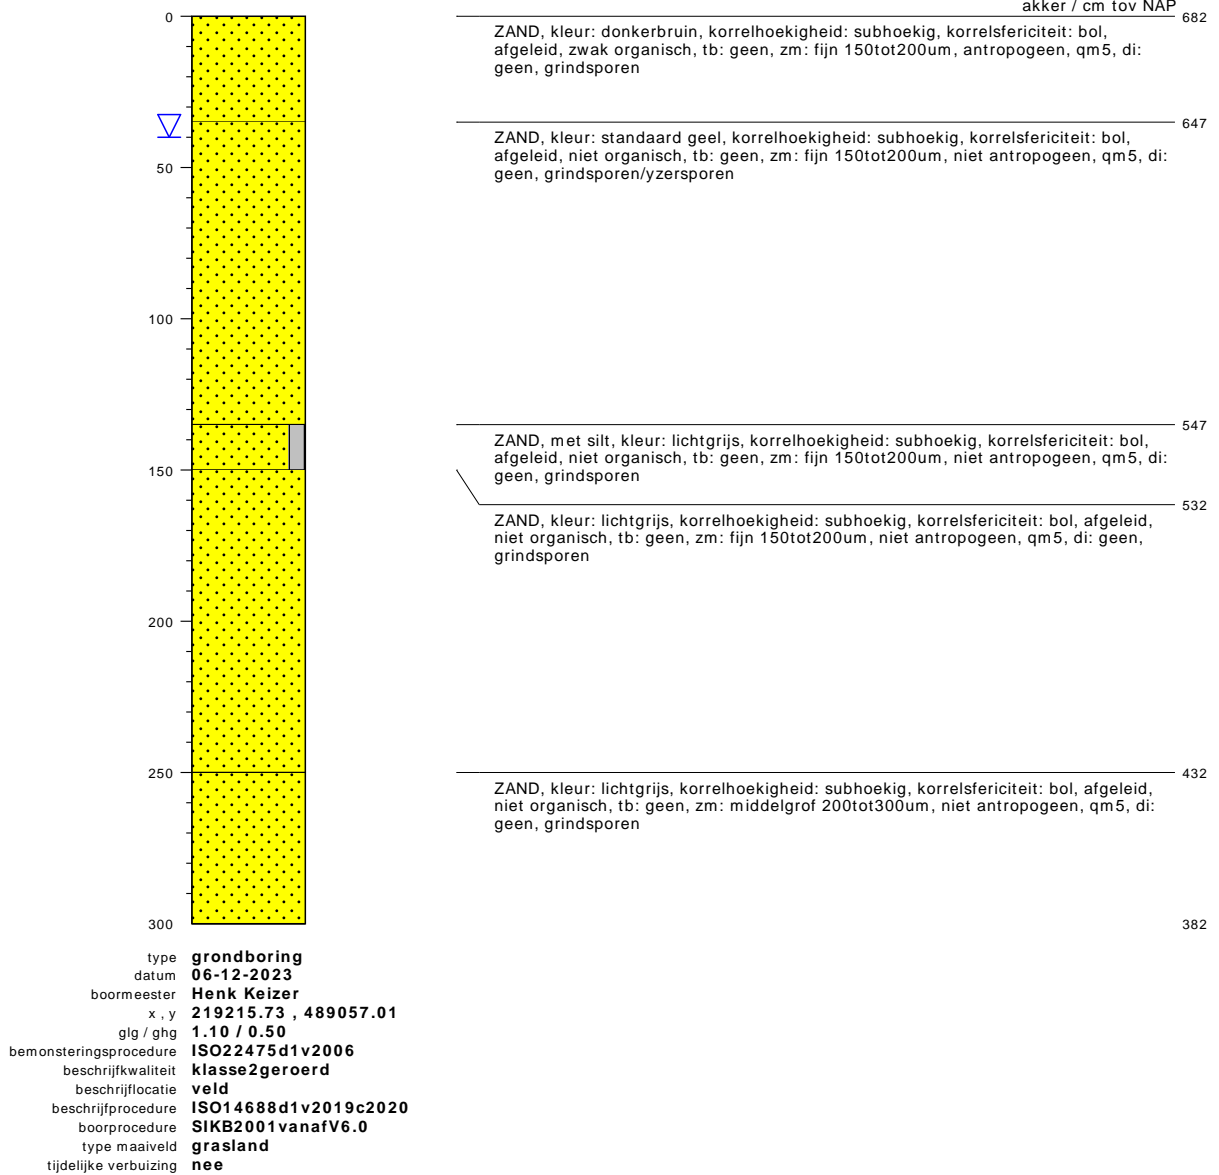 akker / cm tov NAP
0
682
ZAND, kleur: donkerbruin, korrelhoekigheid: subhoekig, korrelsfericiteit: bol,
afgeleid, zwak organisch, tb: geen, zm: fijn 150tot200um, antropogeen, qm5, di:
geen, grindsporen
647
ZAND, kleur: standaard geel, korrelhoekigheid: subhoekig, korrelsfericiteit: bol,
afgeleid, niet organisch, tb: geen, zm: fijn 150tot200um, niet antropogeen, qm5, di:
geen, grindsporen/yzersporen
50
100
547
ZAND, met silt, kleur: lichtgrijs, korrelhoekigheid: subhoekig, korrelsfericiteit: bol,
afgeleid, niet organisch, tb: geen, zm: fijn 150tot200um, niet antropogeen, qm5, di:
geen, grindsporen
150
532
ZAND, kleur: lichtgrijs, korrelhoekigheid: subhoekig, korrelsfericiteit: bol, afgeleid,
niet organisch, tb: geen, zm: fijn 150tot200um, niet antropogeen, qm5, di: geen,
grindsporen
200
250
432
ZAND, kleur: lichtgrijs, korrelhoekigheid: subhoekig, korrelsfericiteit: bol, afgeleid,
niet organisch, tb: geen, zm: middelgrof 200tot300um, niet antropogeen, qm5, di:
geen, grindsporen
300
382
type grondboring
datum 06-12-2023
boormeester Henk Keizer
x , y 219215.73 , 489057.01
glg / ghg 1.10 / 0.50
bemonsteringsprocedure ISO22475d1v2006
beschrijfkwaliteit klasse2geroerd
beschrijflocatie veld
beschrijfprocedure ISO14688d1v2019c2020
boorprocedure SIKB2001vanafV6.0
type maaiveld grasland
tijdelijke verbuizing nee